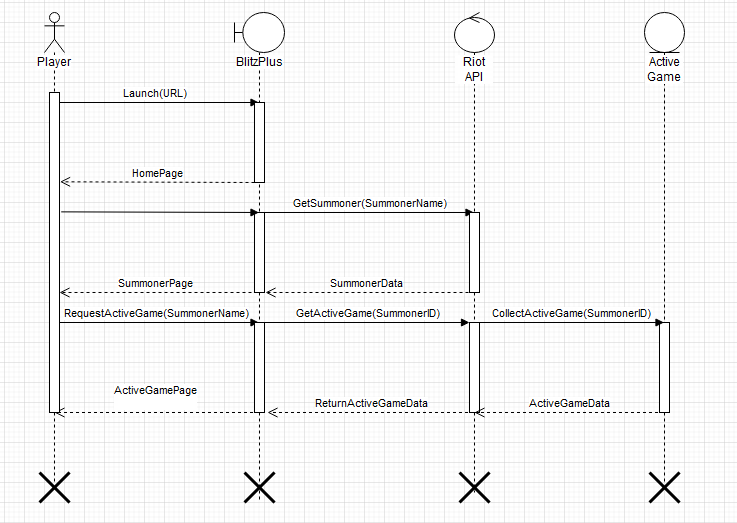 Player
BlitzPlus
Riot
API
Active
Game
Launch(URL)
HomePage
GetSummoner(SummonerName)
SummonerPage
SummonerData
RequestActiveGame(SummonerName)
GetActiveGame(SummonerID)
CollectActiveGame(SummonerID)
ActiveGamePage
ReturnActiveGameData
ActiveGameData